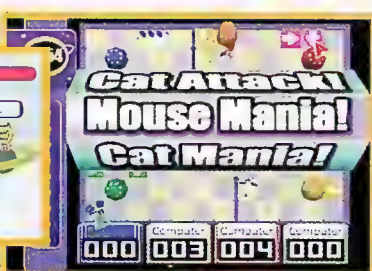 Cat Attack!
Mouse Mania!
Cat Mania!
Computer Computer Computer
000 003 004 000